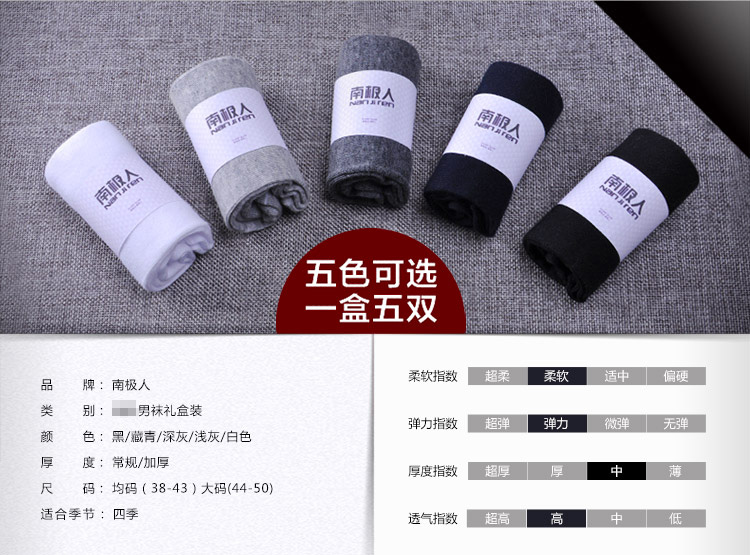 南极人
NanJiren
南极人
NanJiren
南极人
NanJiren
南极人
NanJiren
南极人
NanJiren
五色可选
一盒五双
品 牌：南极人
类 别：男袜礼盒装
颜 色：黑/藏青/深灰/浅灰/白色
厚 度：常规/加厚
尺 码：均码（38-43）大码(44-50)
适合季节：四季
柔软指数 超柔 柔软 适中 偏硬
弹力指数 超弹 弹力 微弹 无弹
厚度指数 超厚 厚 中 薄
透气指数 超高 高 中 低